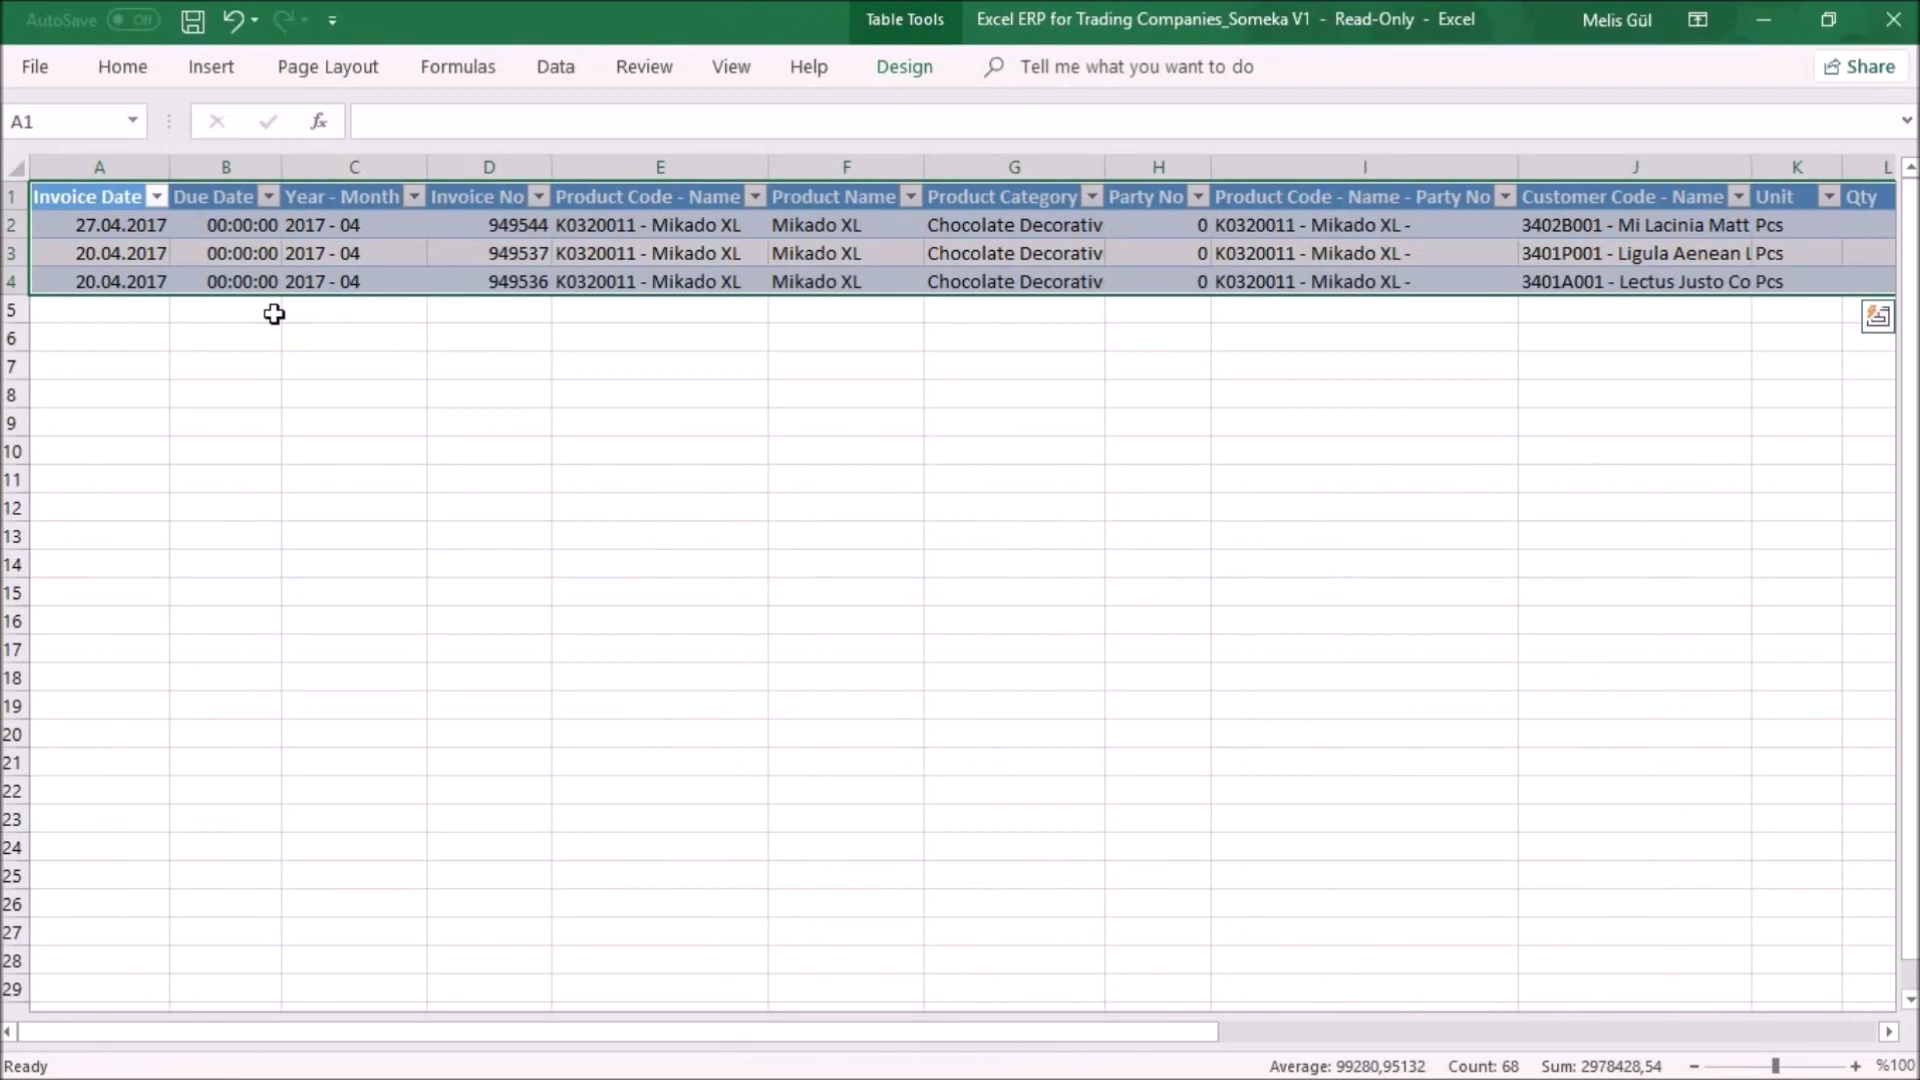 AutoSave Off Table Tools Excel ERP for Trading Companies_Someka V1 - Read-Only - Excel Melis Gül
File Home Insert Page Layout Formulas Data Review View Help Design Tell me what you want to do Share
A1 fx
A B C D E F G H I J K L
1 Invoice Date Due Date Year - Month Invoice No Product Code - Name Product Name Product Category Party No Product Code - Name - Party No Customer Code - Name Unit Qty
2 27.04.2017 00:00:00 2017 - 04 949544 K0320011 - Mikado XL Mikado XL Chocolate Decorativ 0 K0320011 - Mikado XL - 3402B001 - Mi Lacinia Matt Pcs
3 20.04.2017 00:00:00 2017 - 04 949537 K0320011 - Mikado XL Mikado XL Chocolate Decorativ 0 K0320011 - Mikado XL - 3401P001 - Ligula Aenean L Pcs
4 20.04.2017 00:00:00 2017 - 04 949536 K0320011 - Mikado XL Mikado XL Chocolate Decorativ 0 K0320011 - Mikado XL - 3401A001 - Lectus Justo Co Pcs
5
6
7
8
9
10
11
12
13
14
15
16
17
18
19
20
21
22
23
24
25
26
27
28
29
Ready Average: 99280,95132 Count: 68 Sum: 2978428,54 - + %100